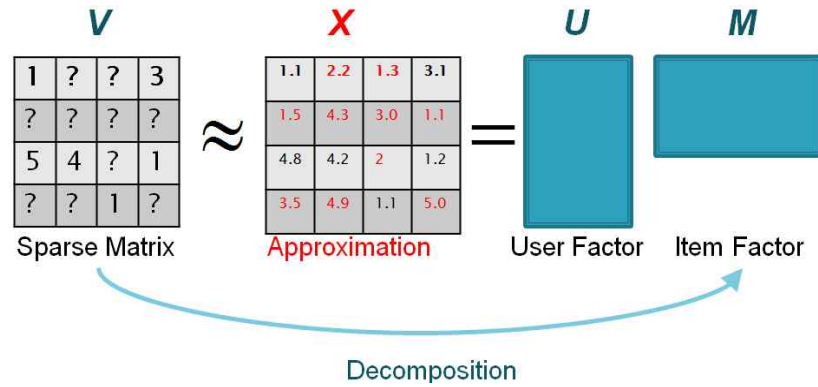 V X U M
1 ? ? 3
? ? ? ?
5 4 ? 1
? ? 1 ?
≈
1.1 2.2 1.3 3.1
1.5 4.3 3.0 1.1
4.8 4.2 2 1.2
3.5 4.9 1.1 5.0
=
Sparse Matrix Approximation User Factor Item Factor
Decomposition